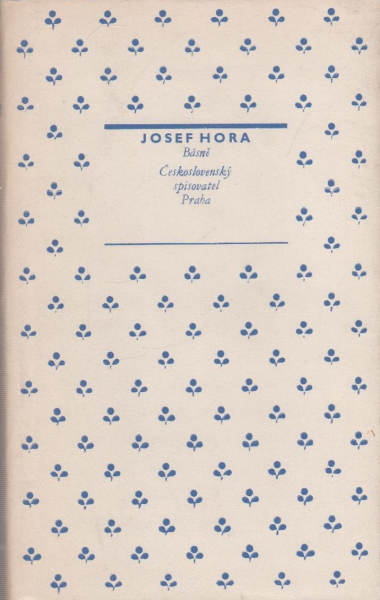 JOSEF HORA
Básně
Československý
spisovatel
Praha